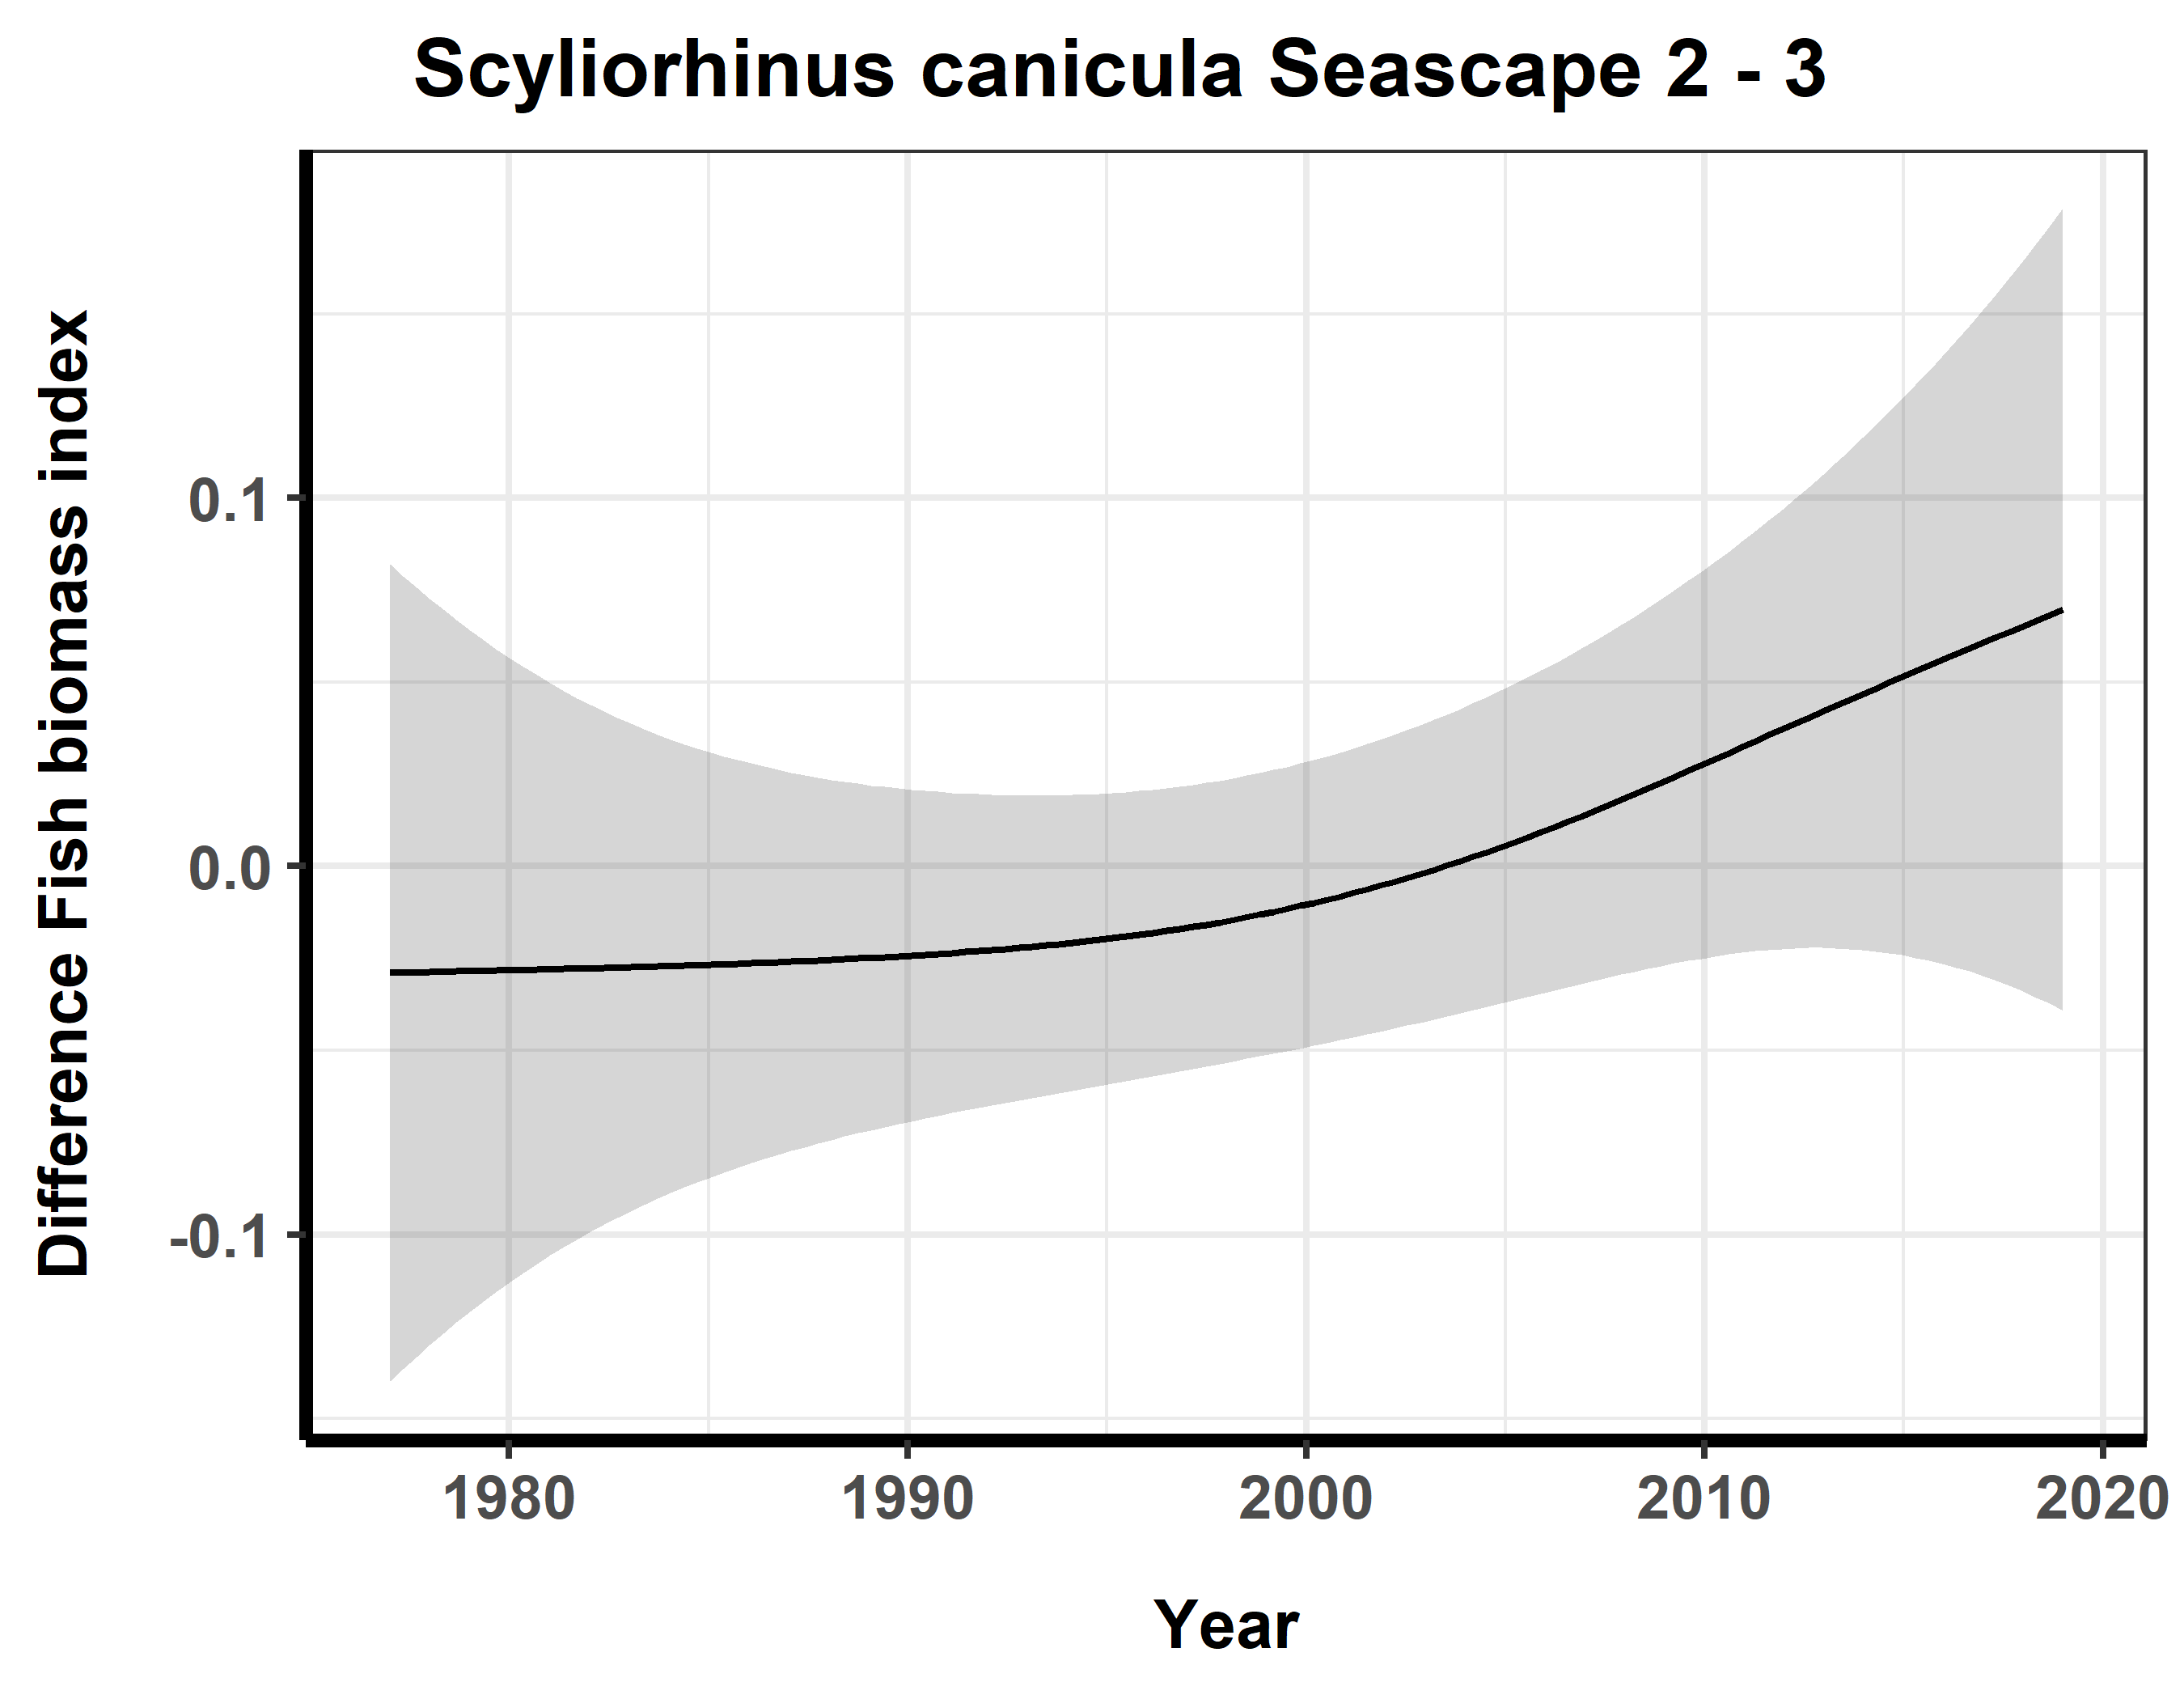 Scyliorhinus canicula Seascape 2 - 3
Difference Fish biomass index
0.1
0.0
-0.1
1980 1990 2000 2010 2020
Year